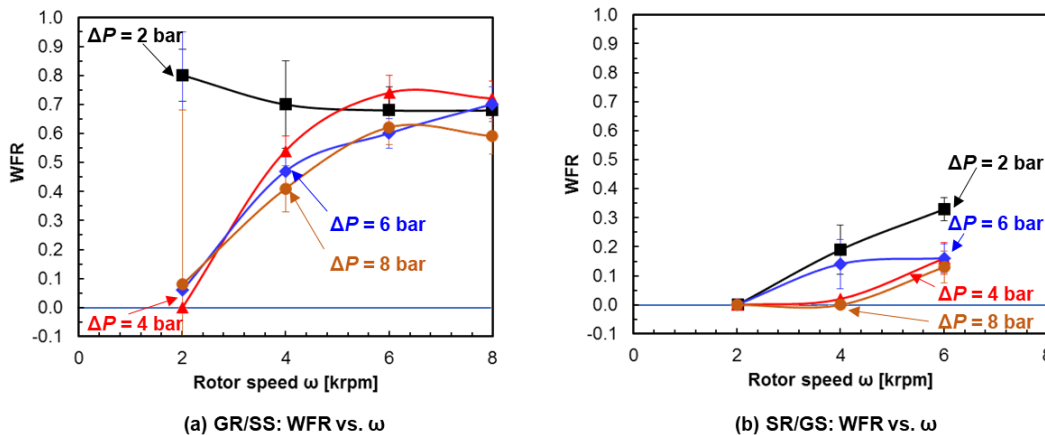 1.0
0.9
0.8
0.7
0.6
0.5
0.4
0.3
0.2
0.1
0.0
-0.1
WFR
ΔP = 2 bar
ΔP = 6 bar
ΔP = 8 bar
ΔP = 4 bar
0 2 4 6 8
Rotor speed ω [krpm]
(a) GR/SS: WFR vs. ω
1.0
0.9
0.8
0.7
0.6
0.5
0.4
0.3
0.2
0.1
0.0
-0.1
WFR
ΔP = 2 bar
ΔP = 6 bar
ΔP = 4 bar
ΔP = 8 bar
0 2 4 6 8
Rotor speed ω [krpm]
(b) SR/GS: WFR vs. ω